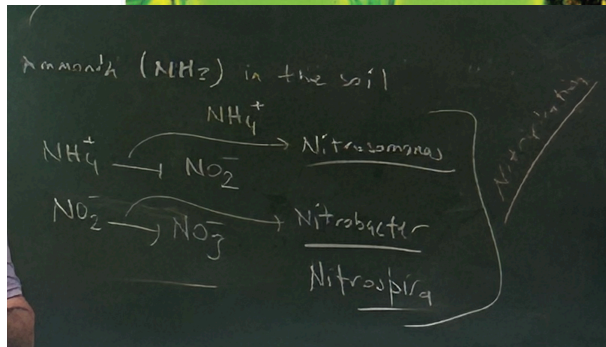 Ammonia (NH3) in the soil
NH4+
NH4+ → NO2- → Nitrosomonas
NO2- → NO3- → Nitrobacter
Nitrospira
Nitrification